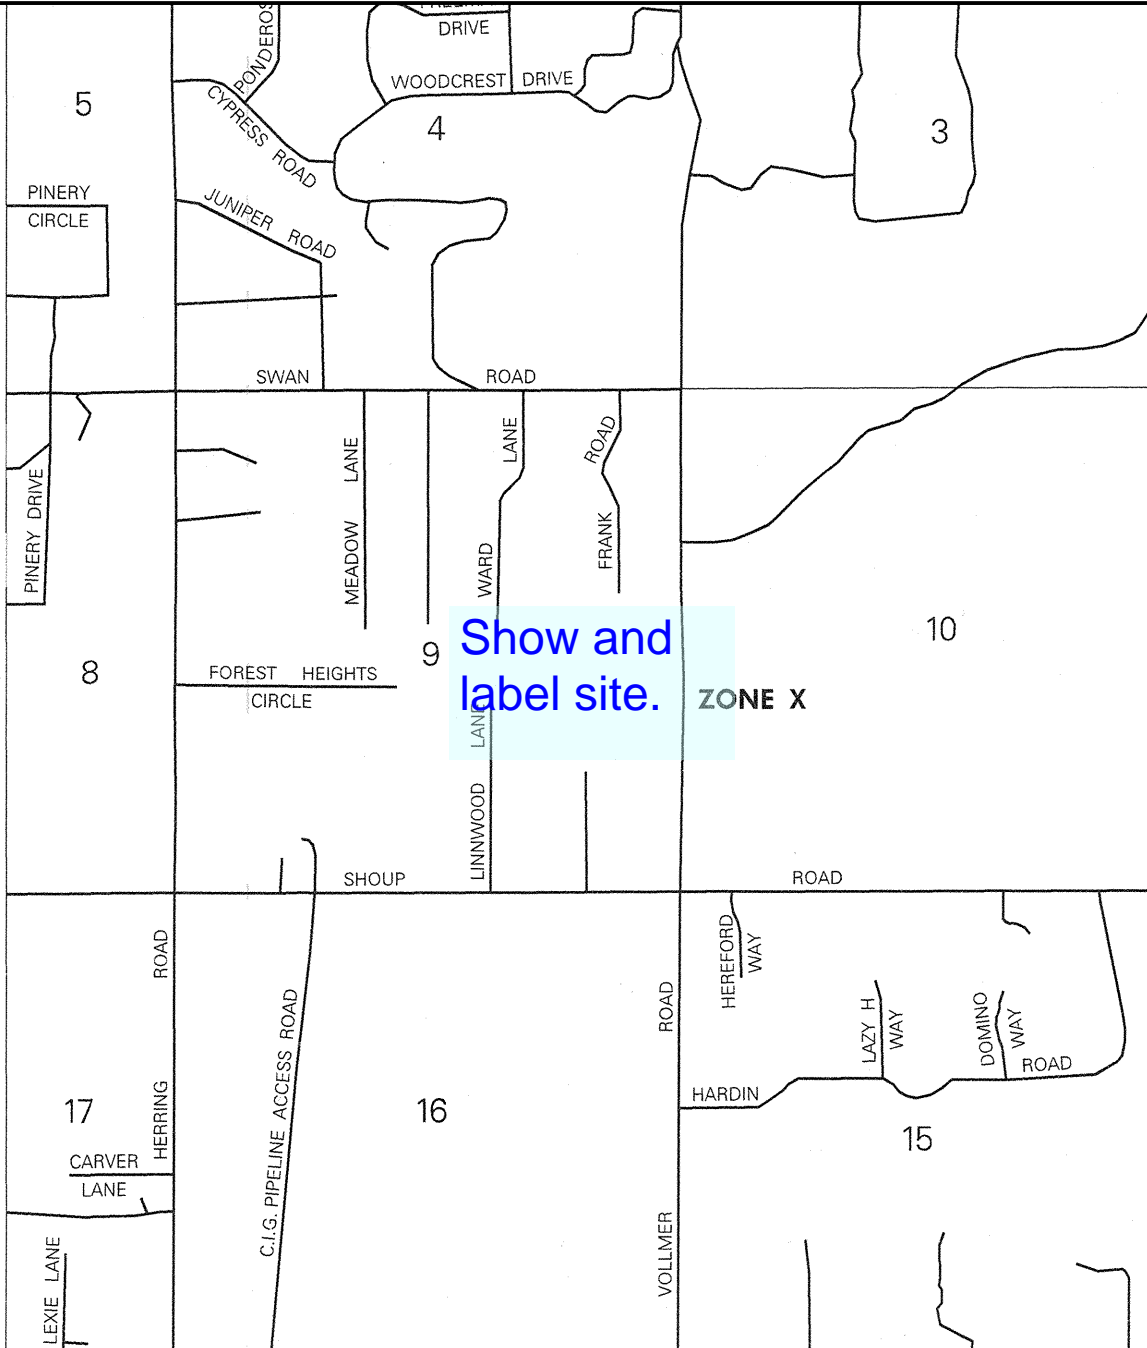 DRIVE
PONDEROS
WOODCREST DRIVE
5
CYPRESS ROAD
4
3
PINERY
CIRCLE
JUNIPER ROAD
SWAN ROAD
MEADOW LANE
WARD LANE
FRANK ROAD
PINERY DRIVE
8
9
10
Show and
label site.
ZONE X
FOREST HEIGHTS
CIRCLE
LINNWOOD LANE
SHOUP ROAD
HERRING ROAD
VOLLMER ROAD
HEREFORD
WAY
LAZY H
WAY
DOMINO
WAY
HARDIN ROAD
C.I.G. PIPELINE ACCESS ROAD
17
16
15
CARVER
LANE
LEXIE LANE